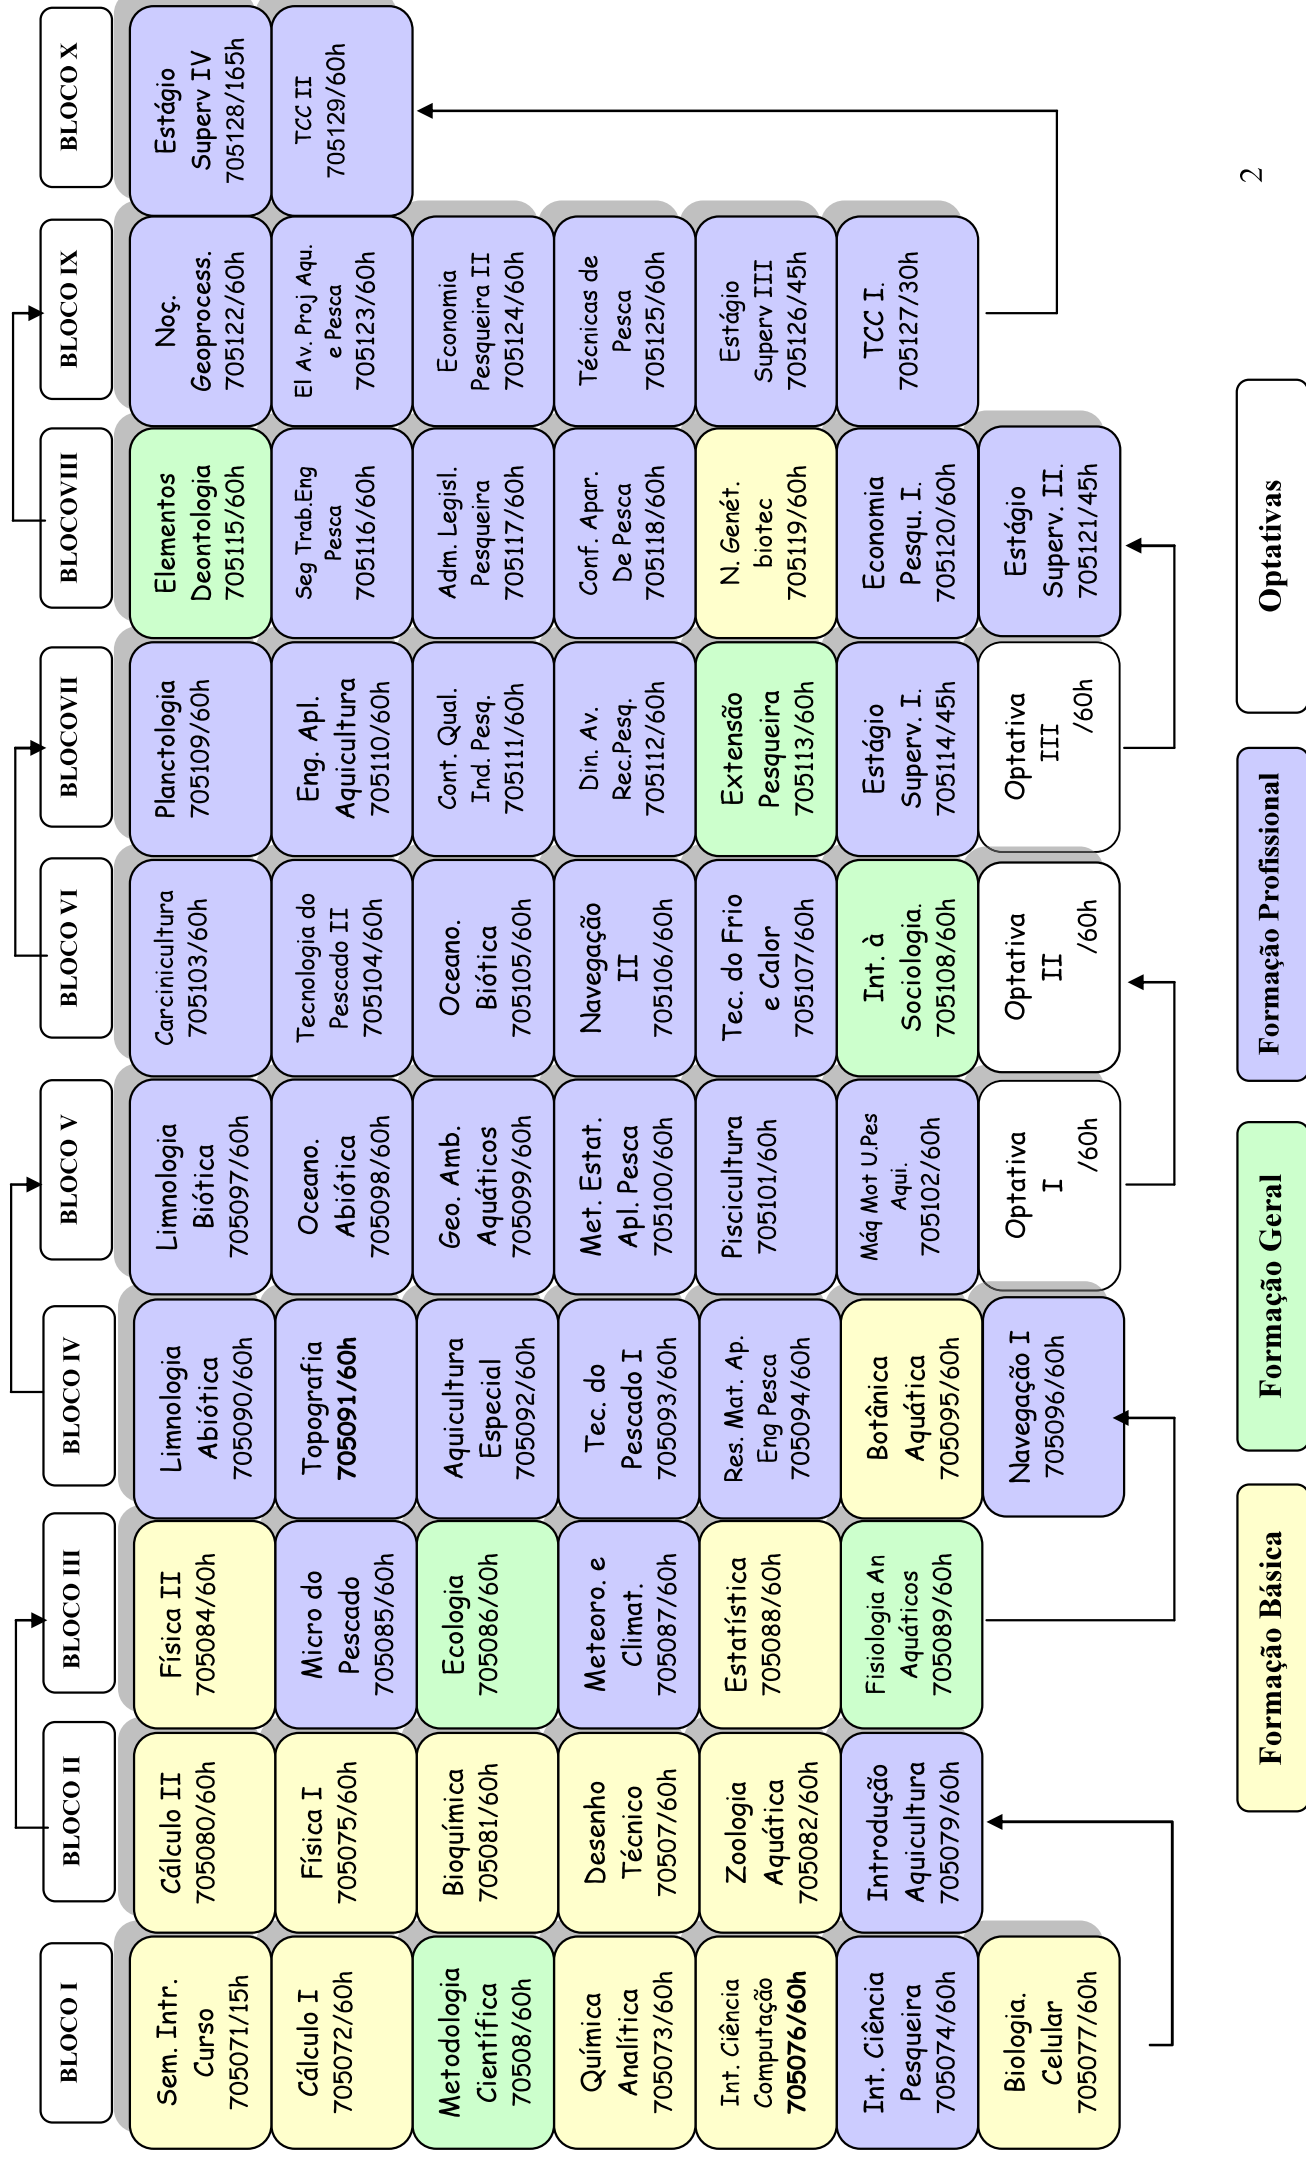 BLOCO I
Sem. Intr.
Curso
705071/15h
Cálculo I
705072/60h
Metodologia
Científica
70508/60h
Química
Analítica
705073/60h
Int. Ciência
Computação
705076/60h
Int. Ciência
Pesqueira
705074/60h
Biologia.
Celular
705077/60h
BLOCO II
Cálculo II
705080/60h
Física I
705075/60h
Bioquímica
705081/60h
Desenho
Técnico
70507/60h
Zoologia
Aquática
705082/60h
Introdução
Aquicultura
705079/60h
BLOCO III
Física II
705084/60h
Micro do
Pescado
705085/60h
Ecologia
705086/60h
Meteoro. e
Climat.
705087/60h
Estatística
705088/60h
Fisiologia An
Aquáticos
705089/60h
BLOCO IV
Limnologia
Abiótica
705090/60h
Topografia
705091/60h
Aquicultura
Especial
705092/60h
Tec. do
Pescado I
705093/60h
Res. Mat. Ap.
Eng Pesca
705094/60h
Botânica
Aquática
705095/60h
Navegação I
705096/60h
BLOCO V
Limnologia
Biótica
705097/60h
Oceano.
Abiótica
705098/60h
Geo. Amb.
Aquáticos
705099/60h
Met. Estat.
Apl. Pesca
705100/60h
Piscicultura
705101/60h
Máq Mot U.Pes
Aqui.
705102/60h
Optativa
I
/60h
BLOCO VI
Carcinicultura
705103/60h
Tecnologia do
Pescado II
705104/60h
Oceano.
Biótica
705105/60h
Navegação
II
705106/60h
Tec. do Frio
e Calor
705107/60h
Int. à
Sociologia.
705108/60h
Optativa
II
/60h
BLOCOVII
Planctologia
705109/60h
Eng. Apl.
Aquicultura
705110/60h
Cont. Qual.
Ind. Pesq.
705111/60h
Din. Av.
Rec.Pesq.
705112/60h
Extensão
Pesqueira
705113/60h
Estágio
Superv. I.
705114/45h
Optativa
III
/60h
BLOCOVIII
Elementos
Deontologia
705115/60h
Seg Trab.Eng
Pesca
705116/60h
Adm. Legisl.
Pesqueira
705117/60h
Conf. Apar.
De Pesca
705118/60h
N. Genét.
biotec
705119/60h
Economia
Pesqu. I.
705120/60h
Estágio
Superv. II.
705121/45h
BLOCO IX
Noç.
Geoprocess.
705122/60h
El Av. Proj Aqu.
e Pesca
705123/60h
Economia
Pesqueira II
705124/60h
Técnicas de
Pesca
705125/60h
Estágio
Superv III
705126/45h
TCC I.
705127/30h
BLOCO X
Estágio
Superv IV
705128/165h
TCC II
705129/60h
Formação Básica
Formação Geral
Formação Profissional
Optativas
2